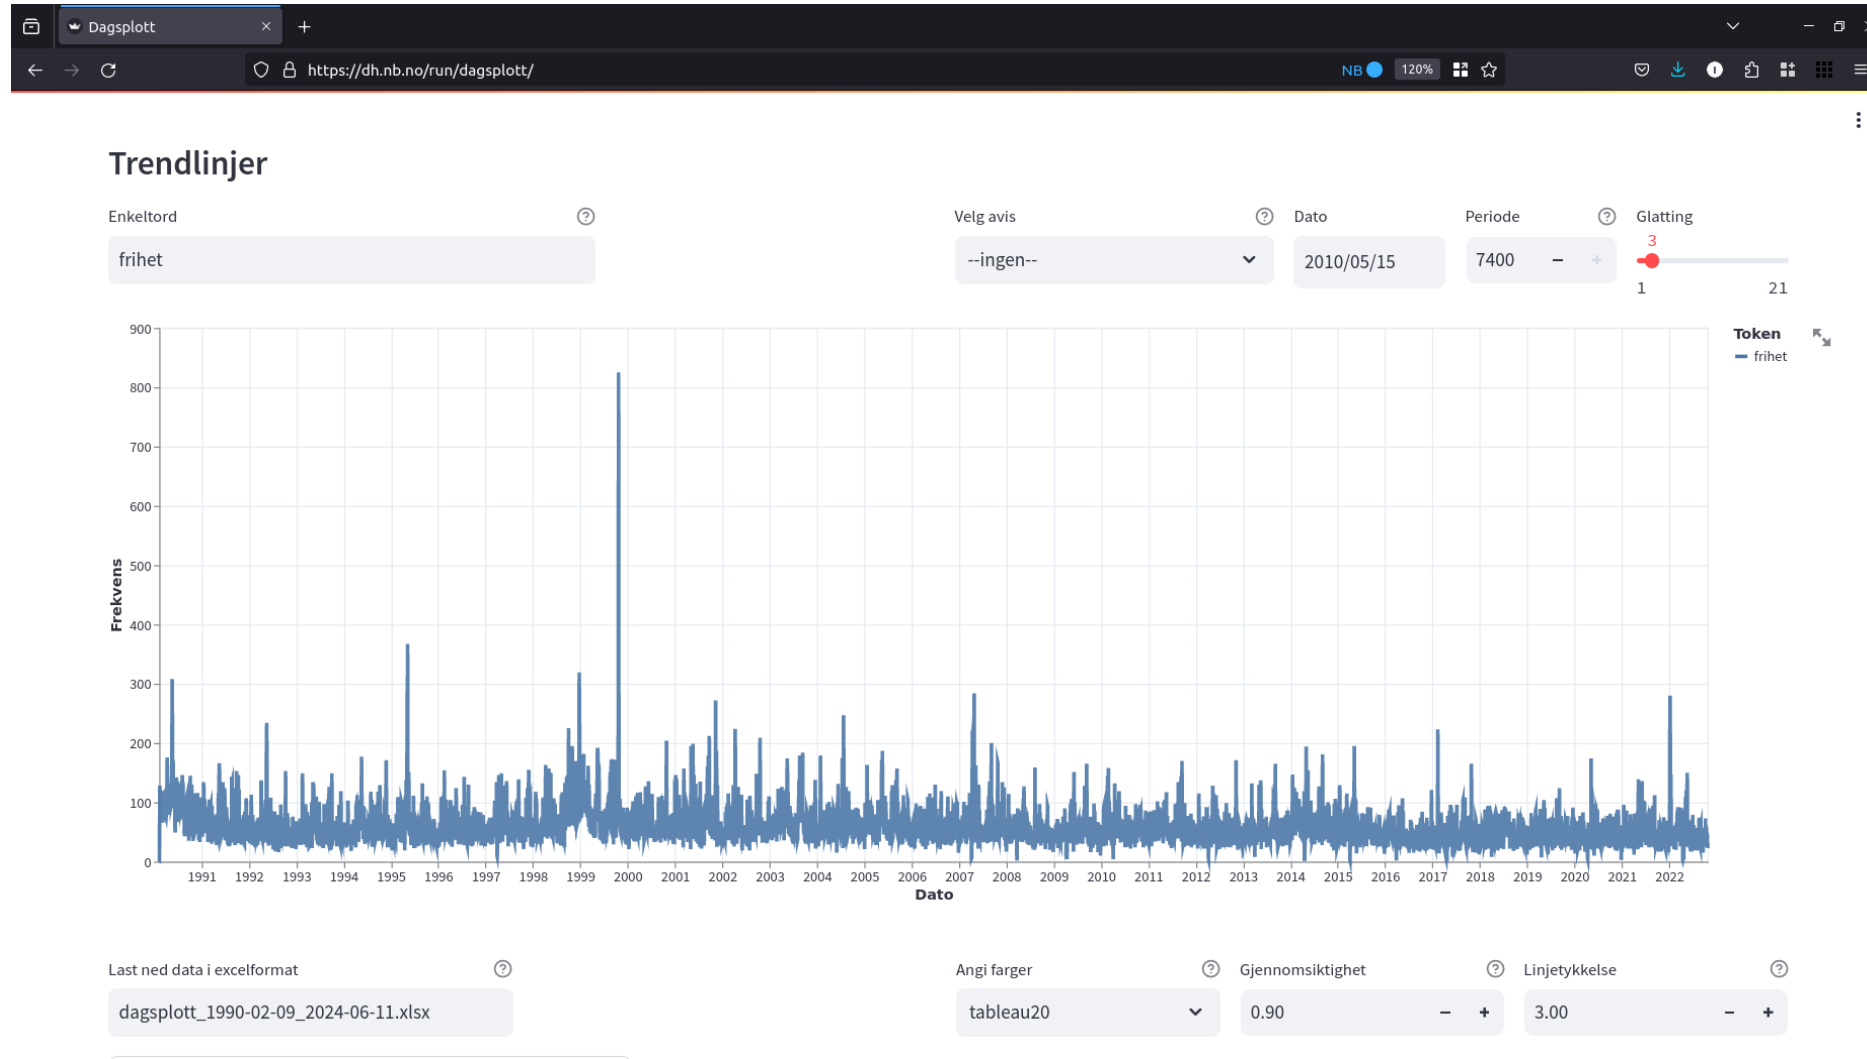 Dagsplott
https://dh.nb.no/run/dagsplott/
NB
120%
Trendlinjer
Enkeltord
Velg avis
Dato
Periode
Glatting
frihet
--ingen--
2010/05/15
7400
3
1
21
Token
frihet
900
800
700
600
500
400
300
200
100
0
Frekvens
1991 1992 1993 1994 1995 1996 1997 1998 1999 2000 2001 2002 2003 2004 2005 2006 2007 2008 2009 2010 2011 2012 2013 2014 2015 2016 2017 2018 2019 2020 2021 2022
Dato
Last ned data i excelformat
Angi farger
Gjennomsiktighet
Linjetykkelse
dagsplott_1990-02-09_2024-06-11.xlsx
tableau20
0.90
3.00